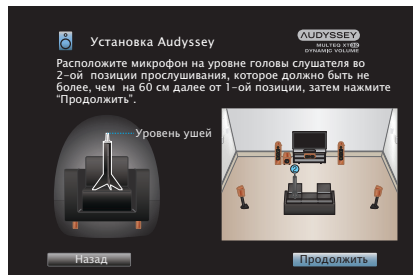 Установка Audyssey
AUDYSSEY
MULTEQ XT32
DYNAMIC VOLUME
Расположите микрофон на уровне головы слушателя во
2-ой позиции прослушивания, которое должно быть не
более, чем на 60 см далее от 1-ой позиции, затем нажмите
"Продолжить".
Уровень ушей
2
Назад
Продолжить